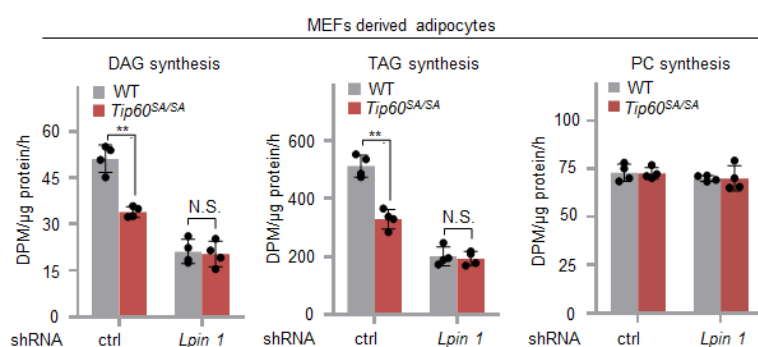 MEFs derived adipocytes
DAG synthesis
WT
Tip60SA/SA
DPM/µg protein/h
60
45
30
15
0
**
N.S.
shRNA ctrl Lpin 1
TAG synthesis
WT
Tip60SA/SA
DPM/µg protein/h
600
400
200
0
**
N.S.
shRNA ctrl Lpin 1
PC synthesis
WT
Tip60SA/SA
DPM/µg protein/h
100
75
50
25
0
shRNA ctrl Lpin 1